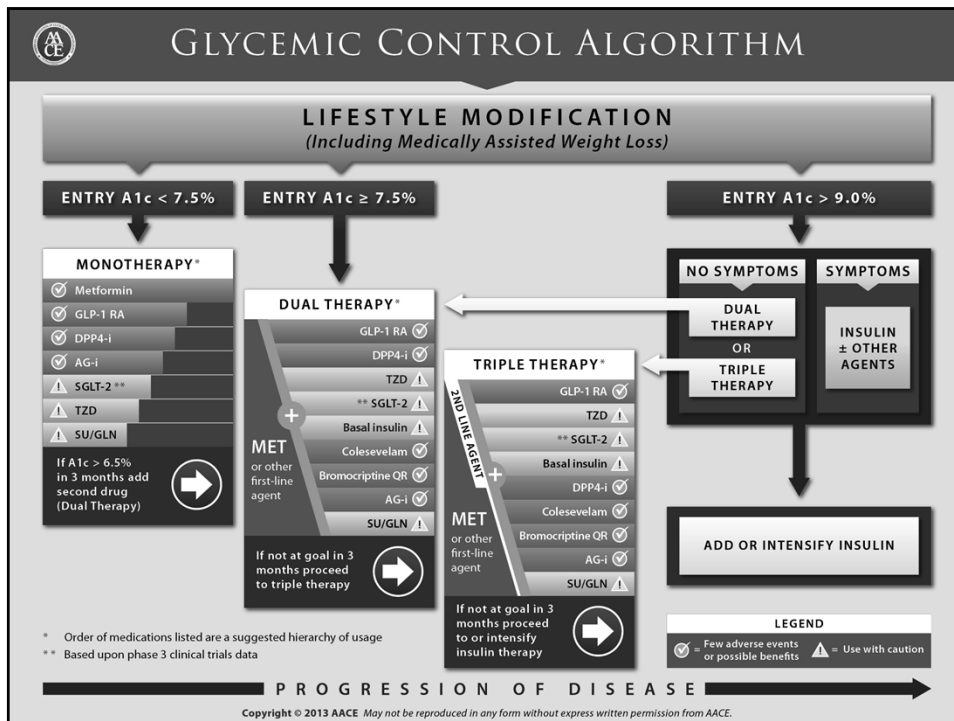 AACE
GLYCEMIC CONTROL ALGORITHM
LIFESTYLE MODIFICATION
(Including Medically Assisted Weight Loss)
ENTRY A1c < 7.5%
ENTRY A1c ≥ 7.5%
ENTRY A1c > 9.0%
MONOTHERAPY*
Metformin
GLP-1 RA
DPP4-i
AG-i
SGLT-2 **
TZD
SU/GLN
If A1c > 6.5%
in 3 months add
second drug
(Dual Therapy)
DUAL THERAPY*
GLP-1 RA
DPP4-i
TZD
** SGLT-2
Basal insulin
Colesevelam
Bromocriptine QR
AG-i
SU/GLN
+
MET
or other
first-line
agent
If not at goal in 3
months proceed
to triple therapy
TRIPLE THERAPY*
GLP-1 RA
TZD
** SGLT-2
Basal insulin
DPP4-i
Colesevelam
Bromocriptine QR
AG-i
SU/GLN
2ND LINE AGENT
+
MET
or other
first-line
agent
If not at goal in 3
months proceed
to or intensify
insulin therapy
NO SYMPTOMS
DUAL
THERAPY
OR
TRIPLE
THERAPY
SYMPTOMS
INSULIN
± OTHER
AGENTS
ADD OR INTENSIFY INSULIN
LEGEND
= Few adverse events
or possible benefits
= Use with caution
* Order of medications listed are a suggested hierarchy of usage
** Based upon phase 3 clinical trials data
PROGRESSION OF DISEASE
Copyright © 2013 AACE May not be reproduced in any form without express written permission from AACE.